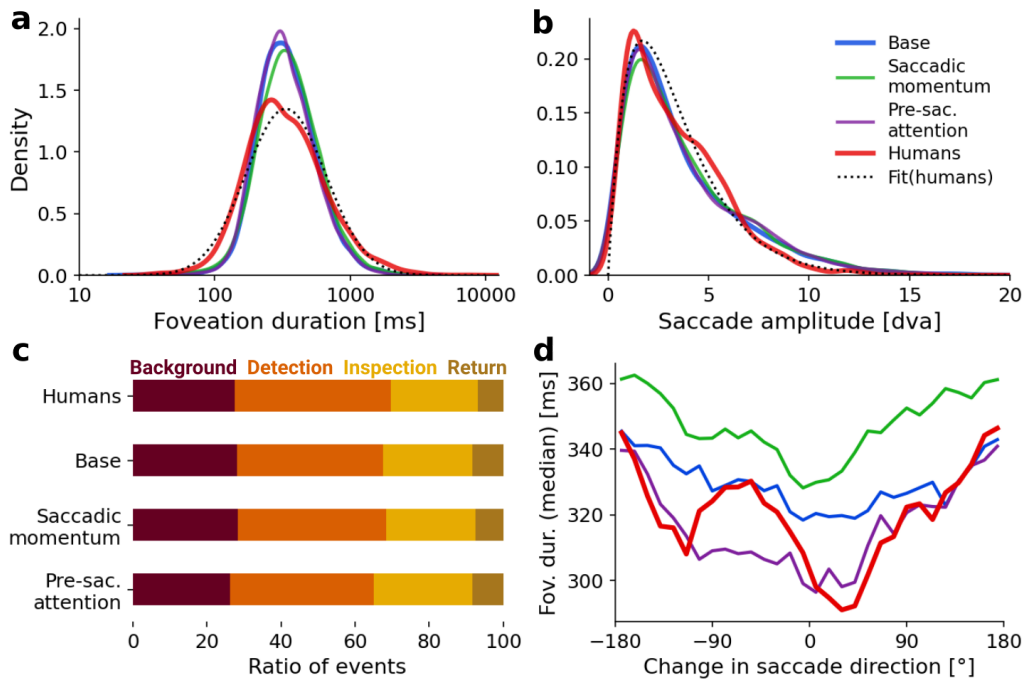 a
2.0
1.5
1.0
0.5
0.0
Density
10
100
1000
10000
Foveation duration [ms]
b
0.20
0.15
0.10
0.05
0.00
0
5
15
20
Saccade amplitude [dva]
Base
Saccadic
momentum
Pre-sac.
attention
Humans
Fit(humans)
c
Background Detection Inspection Return
Humans
Base
Saccadic
momentum
Pre-sac.
attention
0
20
40
60
80
100
Ratio of events
d
360
340
320
300
Fov. dur. (median) [ms]
−180
−90
0
90
180
Change in saccade direction [°]